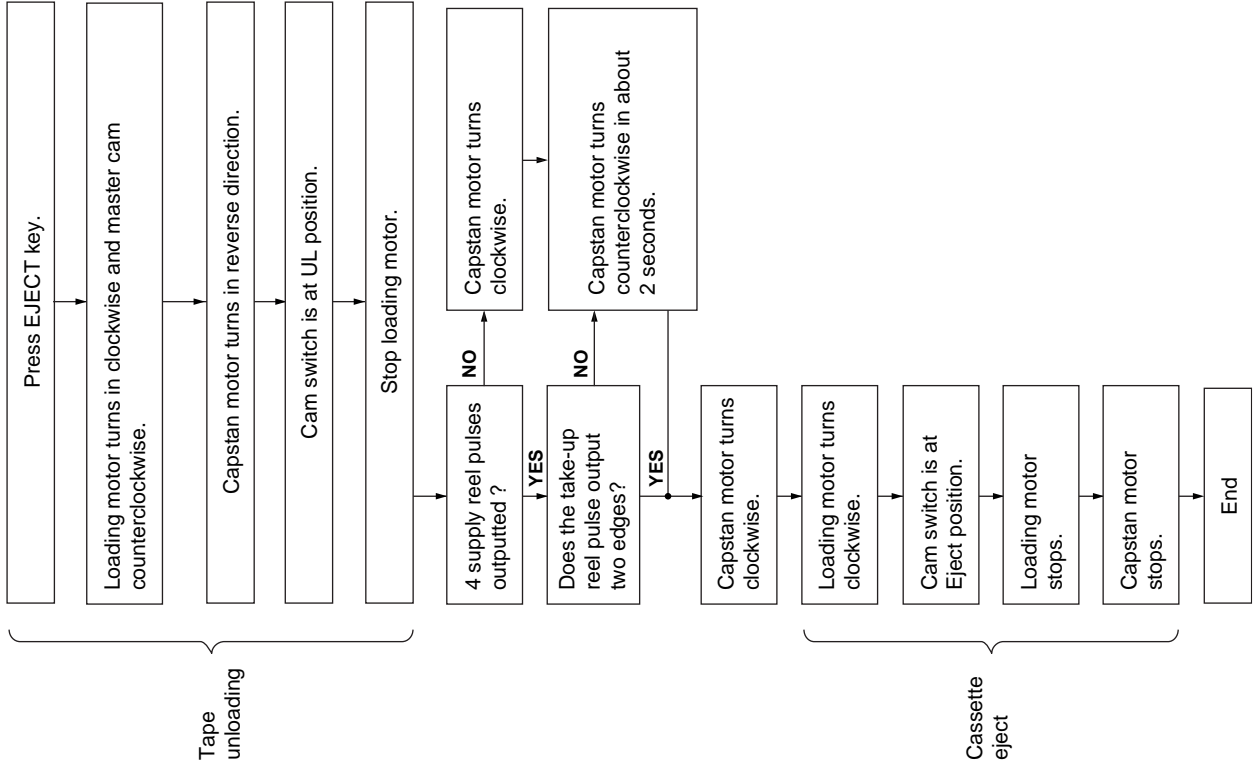 Press EJECT key.
Loading motor turns in clockwise and master cam
counterclockwise.
Capstan motor turns in reverse direction.
Cam switch is at UL position.
Stop loading motor.
Tape
unloading
4 supply reel pulses
outputted ?
NO
Capstan motor turns
clockwise.
YES
Does the take-up
reel pulse output
two edges?
NO
Capstan motor turns
counterclockwise in about
2 seconds.
YES
Capstan motor turns
clockwise.
Loading motor turns
clockwise.
Cam switch is at
Eject position.
Loading motor
stops.
Capstan motor
stops.
Cassette
eject
End